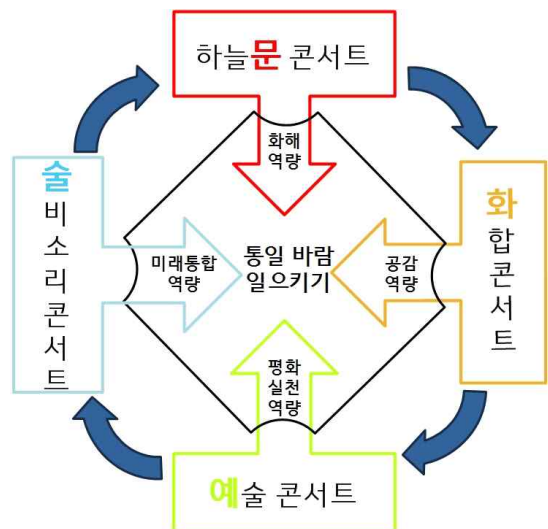 하늘문 콘서트
화해
역량
술비소리콘서트
화합콘서트
미래통합
역량
통일 바람
일으키기
공감
역량
평화
실천
역량
예술 콘서트